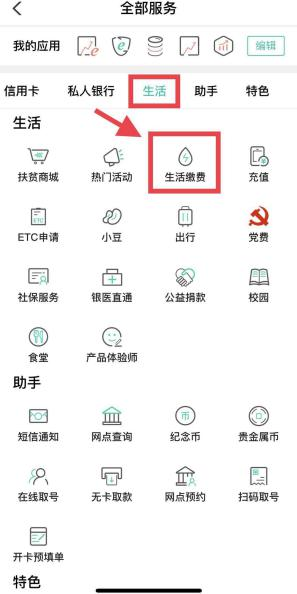 全部服务
我的应用
编辑
信用卡 私人银行 生活 助手 特色
生活
扶贫商城 热门活动 生活缴费 充值
ETC
ETC申请 小豆 出行 党费
社保服务 银医直通 公益捐款 校园
食堂 产品体验师
助手
短信通知 网点查询 纪念币 贵金属币
在线取号 无卡取款 网点预约 扫码取号
开卡预填单
特色